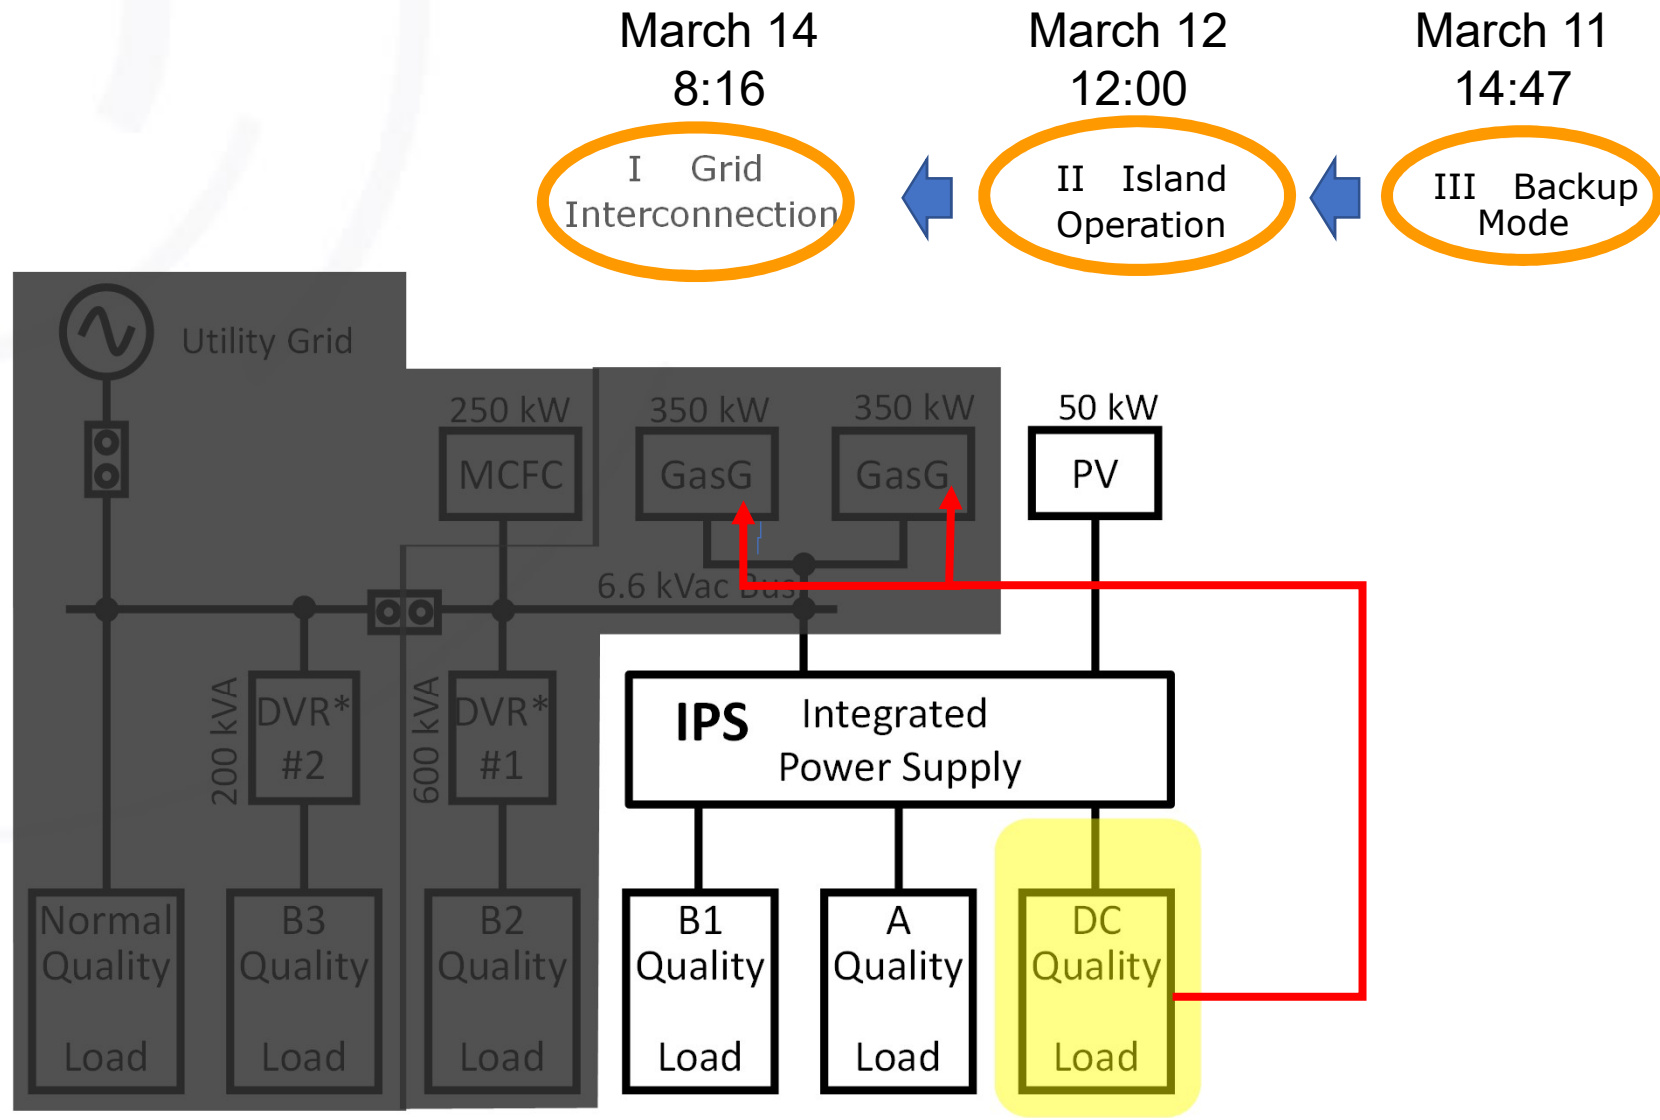 March 14
8:16
March 12
12:00
March 11
14:47
I Grid
Interconnection
II Island
Operation
III Backup
Mode
Utility Grid
250 kW
MCFC
350 kW
GasG
350 kW
GasG
50 kW
PV
6.6 kVac Bus
200 kVA
DVR*
#2
600 kVA
DVR*
#1
IPS Integrated
Power Supply
Normal
Quality
Load
B3
Quality
Load
B2
Quality
Load
B1
Quality
Load
A
Quality
Load
DC
Quality
Load